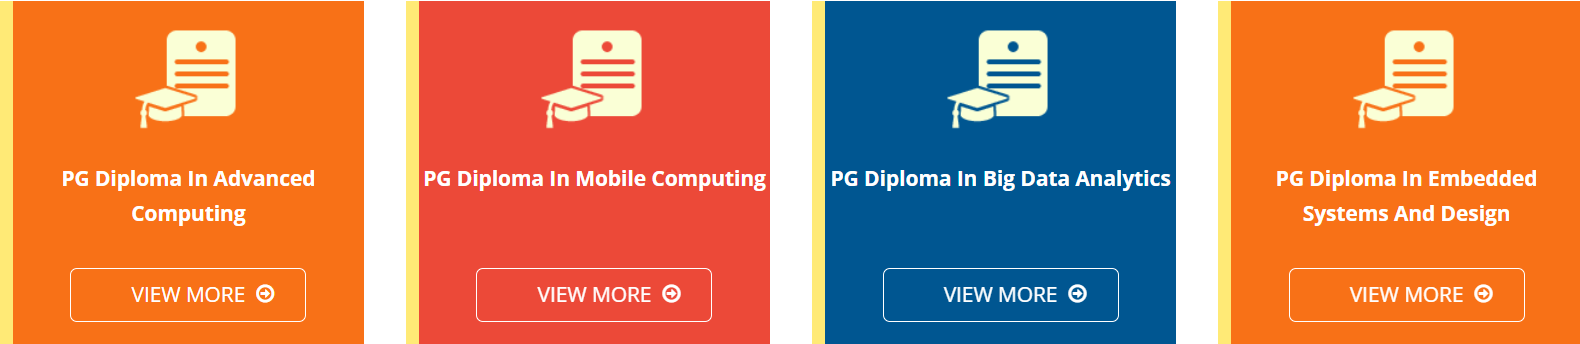 PG Diploma In Advanced
Computing
VIEW MORE
PG Diploma In Mobile Computing
VIEW MORE
PG Diploma In Big Data Analytics
VIEW MORE
PG Diploma In Embedded
Systems And Design
VIEW MORE